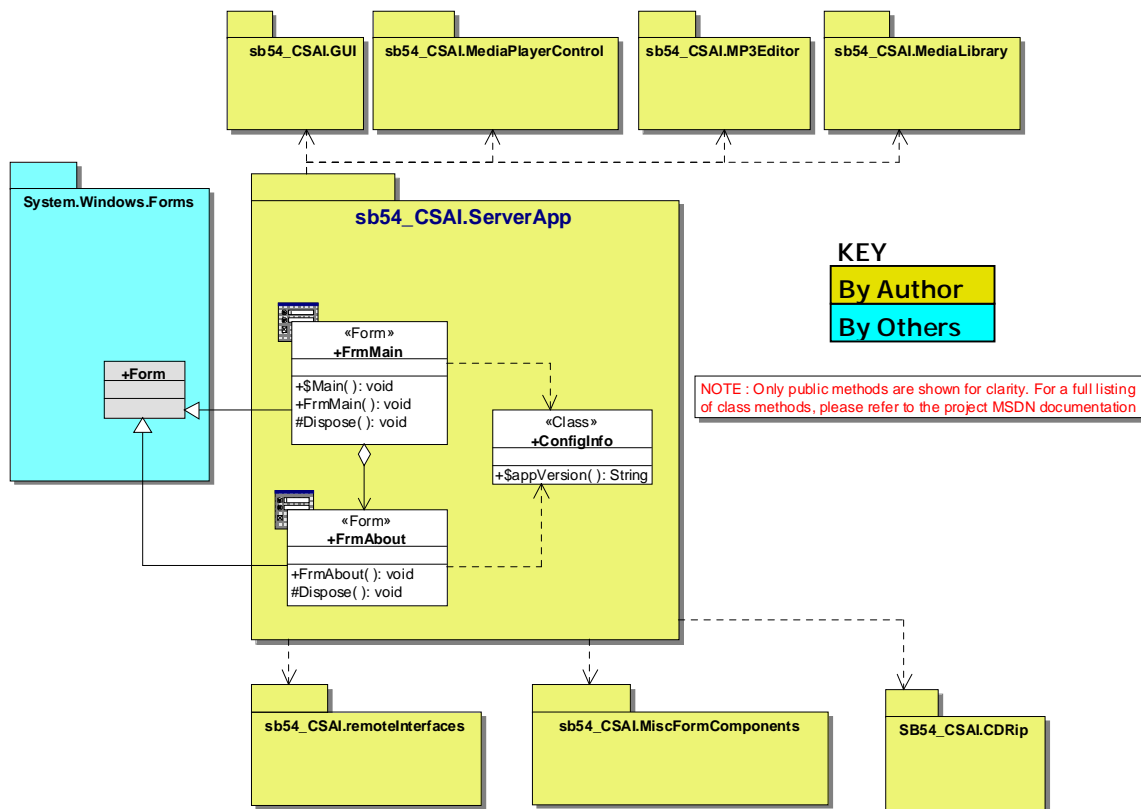 sb54_CSAI.GUI
sb54_CSAI.MediaPlayerControl
sb54_CSAI.MP3Editor
sb54_CSAI.MediaLibrary
System.Windows.Forms
sb54_CSAI.ServerApp
KEY
By Author
By Others
«Form»
+FrmMain
+$Main( ): void
+FrmMain( ): void
#Dispose( ): void
+Form
NOTE : Only public methods are shown for clarity. For a full listing
of class methods, please refer to the project MSDN documentation
«Class»
+ConfigInfo
+$appVersion( ): String
«Form»
+FrmAbout
+FrmAbout( ): void
#Dispose( ): void
sb54_CSAI.remoteInterfaces
sb54_CSAI.MiscFormComponents
SB54_CSAI.CDRip